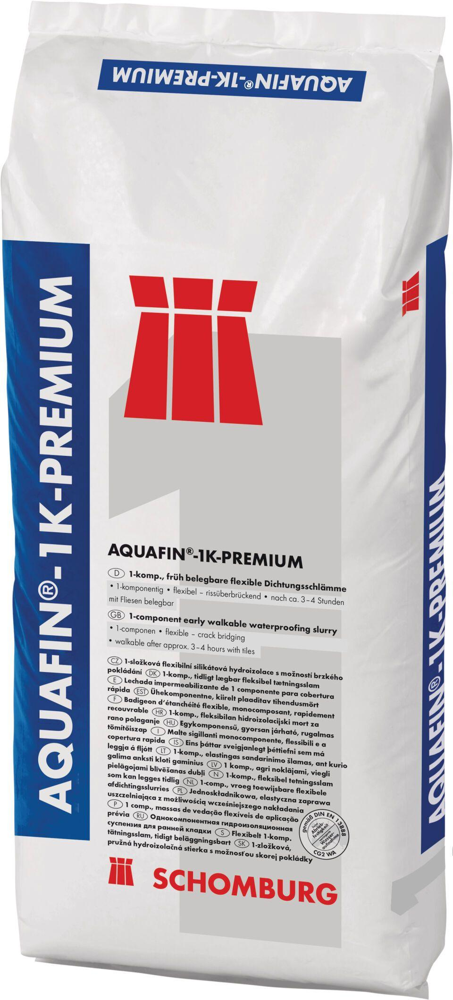 AQUAFIN®-1K-PREMIUM
AQUAFIN®-1K-PREMIUM
AQUAFIN®-1K-PREMIUM
AQUAFIN®-1K-PREMIUM
D 1-komp., früh belegbare flexible Dichtungsschlämme
• 1-komponentig • flexibel – rissüberbrückend • nach ca. 3–4 Stunden
mit Fliesen belegbar
GB 1-component early walkable waterproofing slurry
• 1-componen • flexible – crack bridging
• walkable after approx. 3–4 hours with tiles
CZ 1-složková flexibilní silikátová hydroizolace s možností brzkého
pokládání DK 1-komp., tidligt lægbar fleksibel tætningsslam
E Lechada impermeabilizante de 1 componente para cobertura
rápida EST Ühekomponentne, kiirelt plaaditav tihendusmört
F Badigeon d'étanchéité flexible, monocomposant, rapidement
recouvrable HR 1-komp., fleksibilan hidroizolacijski mort za
rano polaganje HU Egykomponensű, gyorsan járható, rugalmas
tömítőiszap I Malte sigillanti monocomponente, flessibili e a
copertura rapida IS Eins þáttar sveigjanlegt þéttiefni sem má
leggja á fljótt LT 1-komp., elastingas sandarinimo šlamas, ant kurio
galima anksti kloti gaminius LV 1 komp., agri noklājami, viegli
pielāgojami blīvēšanas dubļi N 1-komp., fleksibel tetningsslam
som kan legges tidlig NL 1-comp., vroeg toewijsbare flexibele
afdichtingsslurries PL Jednoskładnikowa, elastyczna zaprawa
uszczelniająca z możliwością wcześniejszego nakładania
P 1 comp., massas de vedação flexíveis de aplicação
prévia RU Однокомпонентная гидроизоляционная
суспензия для ранней кладки S Flexibelt 1-komp.
tätningsslam, tidigt beläggningsbart SK 1-zložková,
pružná hydroizolačná stierka s možnosťou skorej pokládky
gemäß DIN EN 13888
hohe
Abrieb-
festigkeit
verringerte
Wasser-
aufnahme
CG2 WA
SCHOMBURG